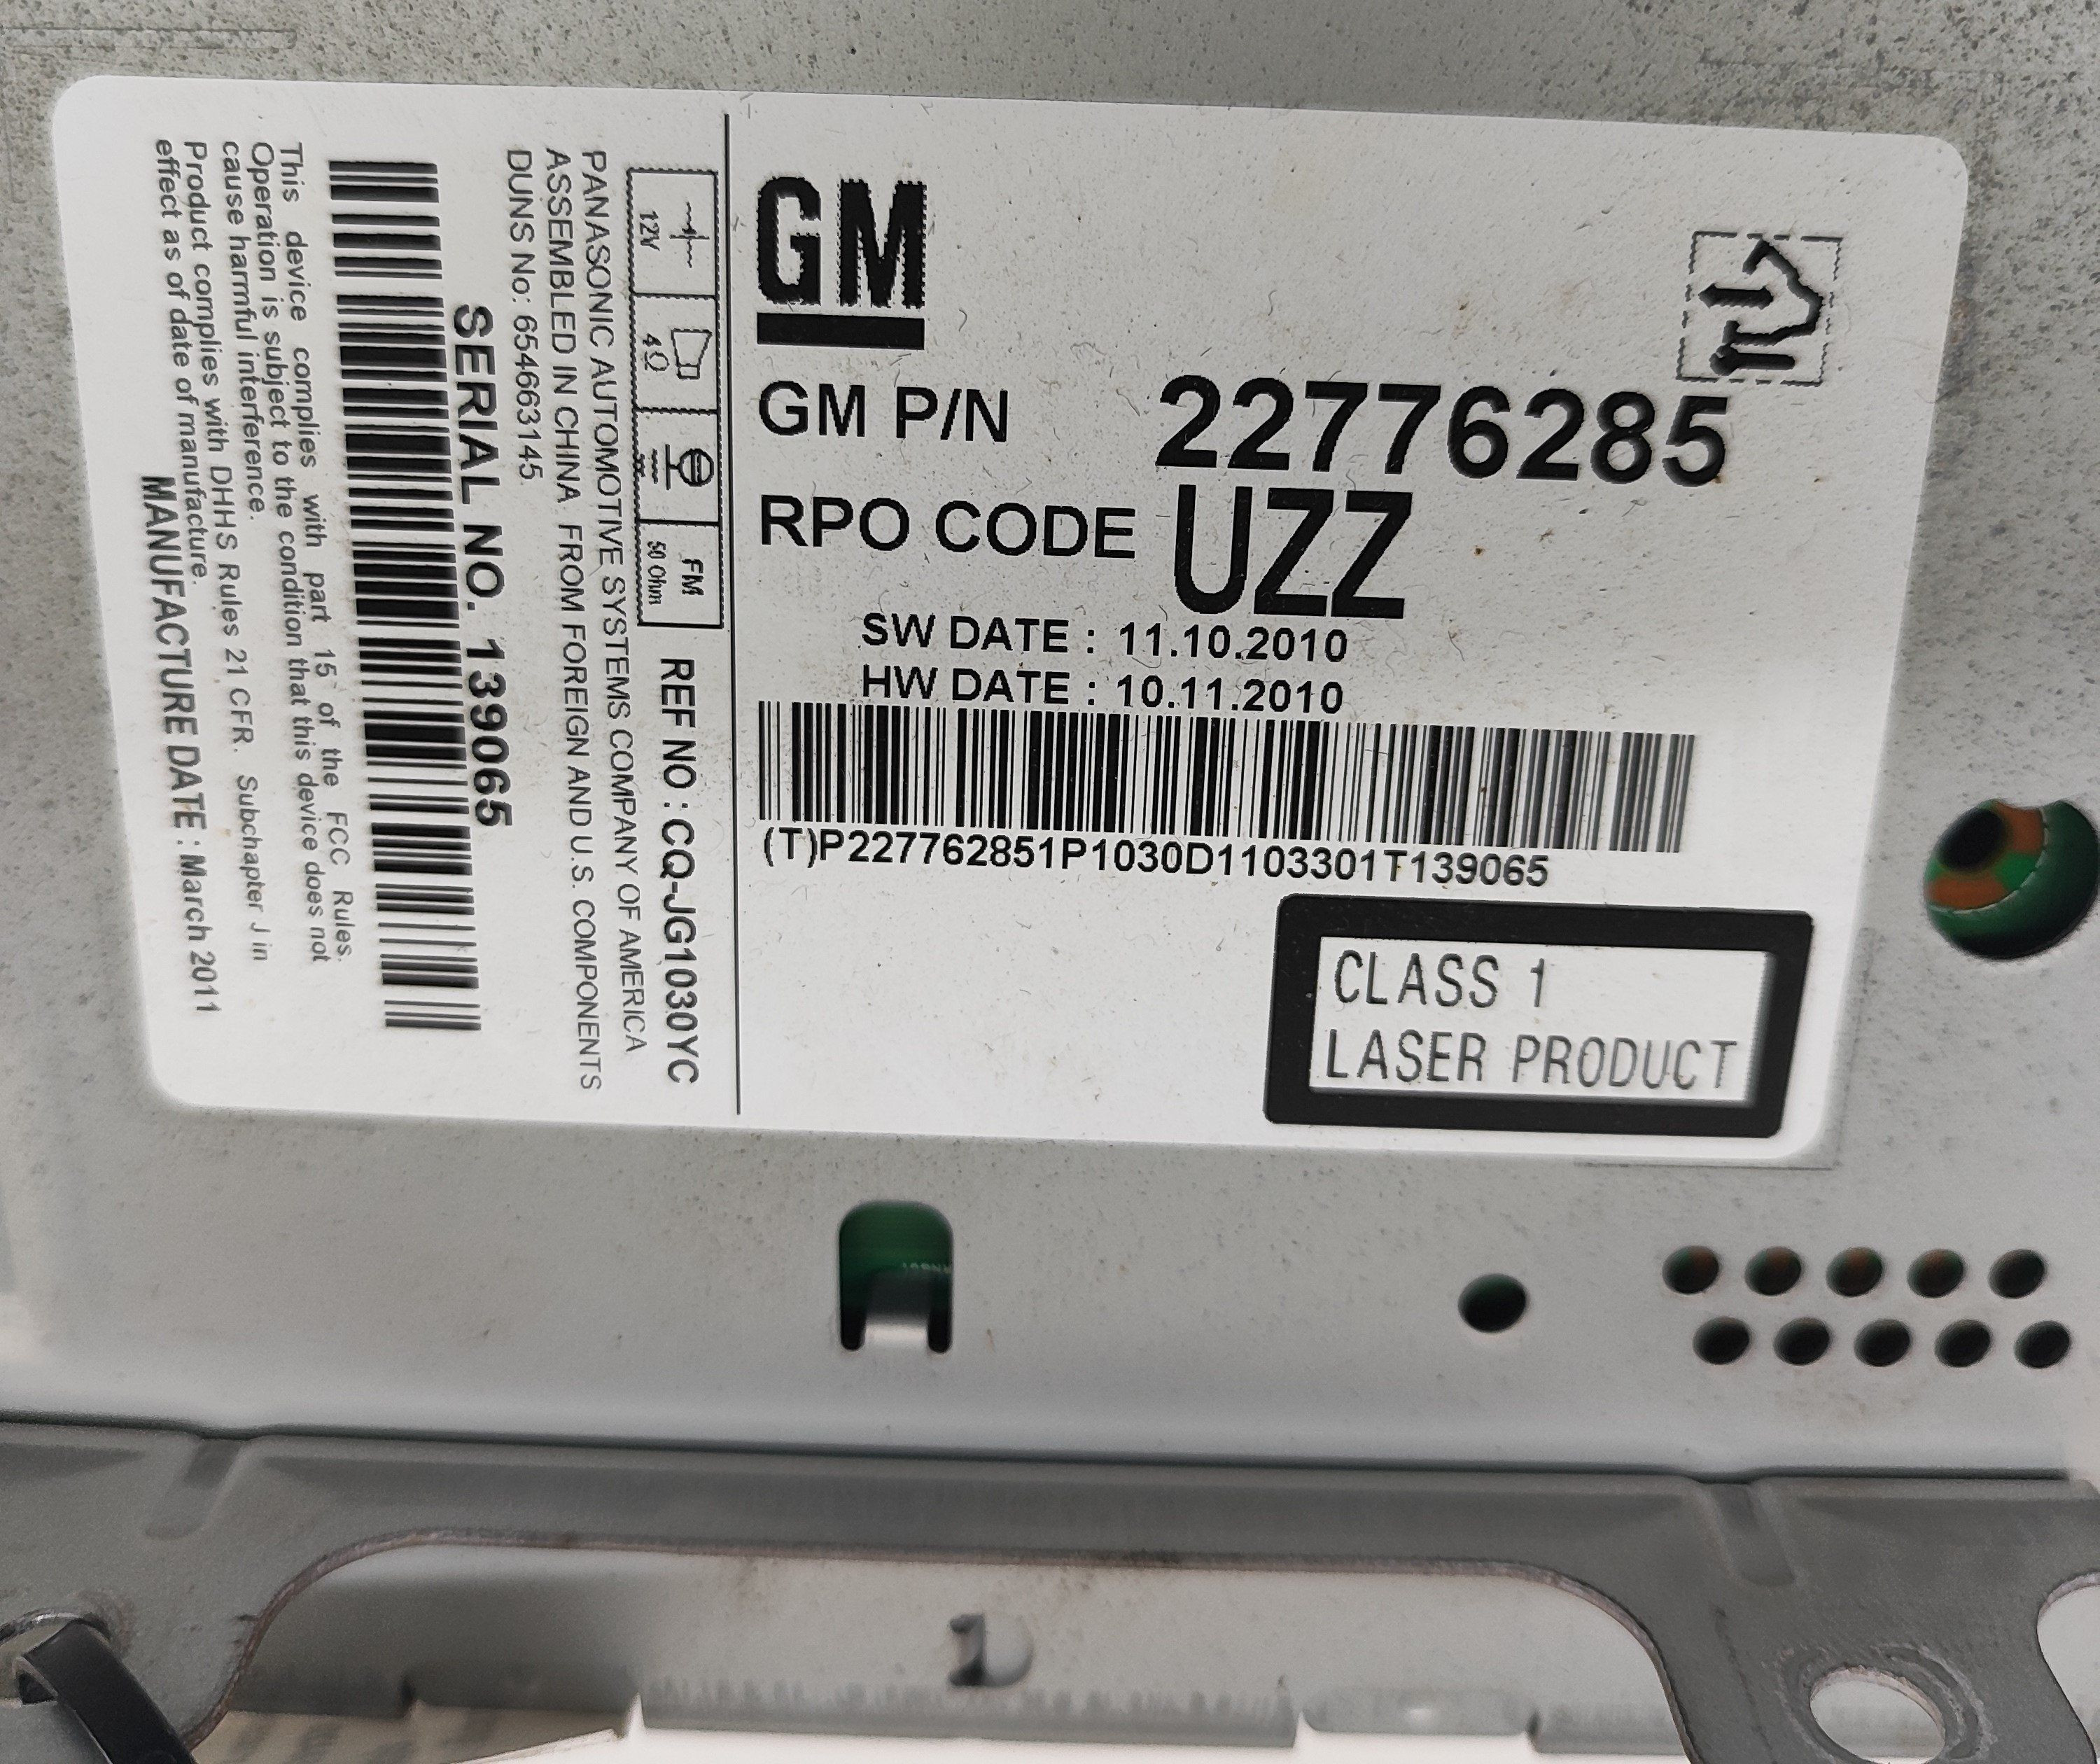 GM
GM P/N 22776285
RPO CODE UZZ
SW DATE : 11.10.2010
HW DATE : 10.11.2010
(T)P227762851P1030D1103301T139065
CLASS 1
LASER PRODUCT
12V 4Ω FM 50 Ohm
REF NO : CQ-JG1030YC
PANASONIC AUTOMOTIVE SYSTEMS COMPANY OF AMERICA
ASSEMBLED IN CHINA FROM FOREIGN AND U.S. COMPONENTS
DUNS No: 654663145
SERIAL NO. 139065
This device complies with part 15 of the FCC Rules.
Operation is subject to the condition that this device does not
cause harmful interference.
Product complies with DHHS Rules 21 CFR. Subchapter J in
effect as of date of manufacture.
MANUFACTURE DATE : March 2011
1